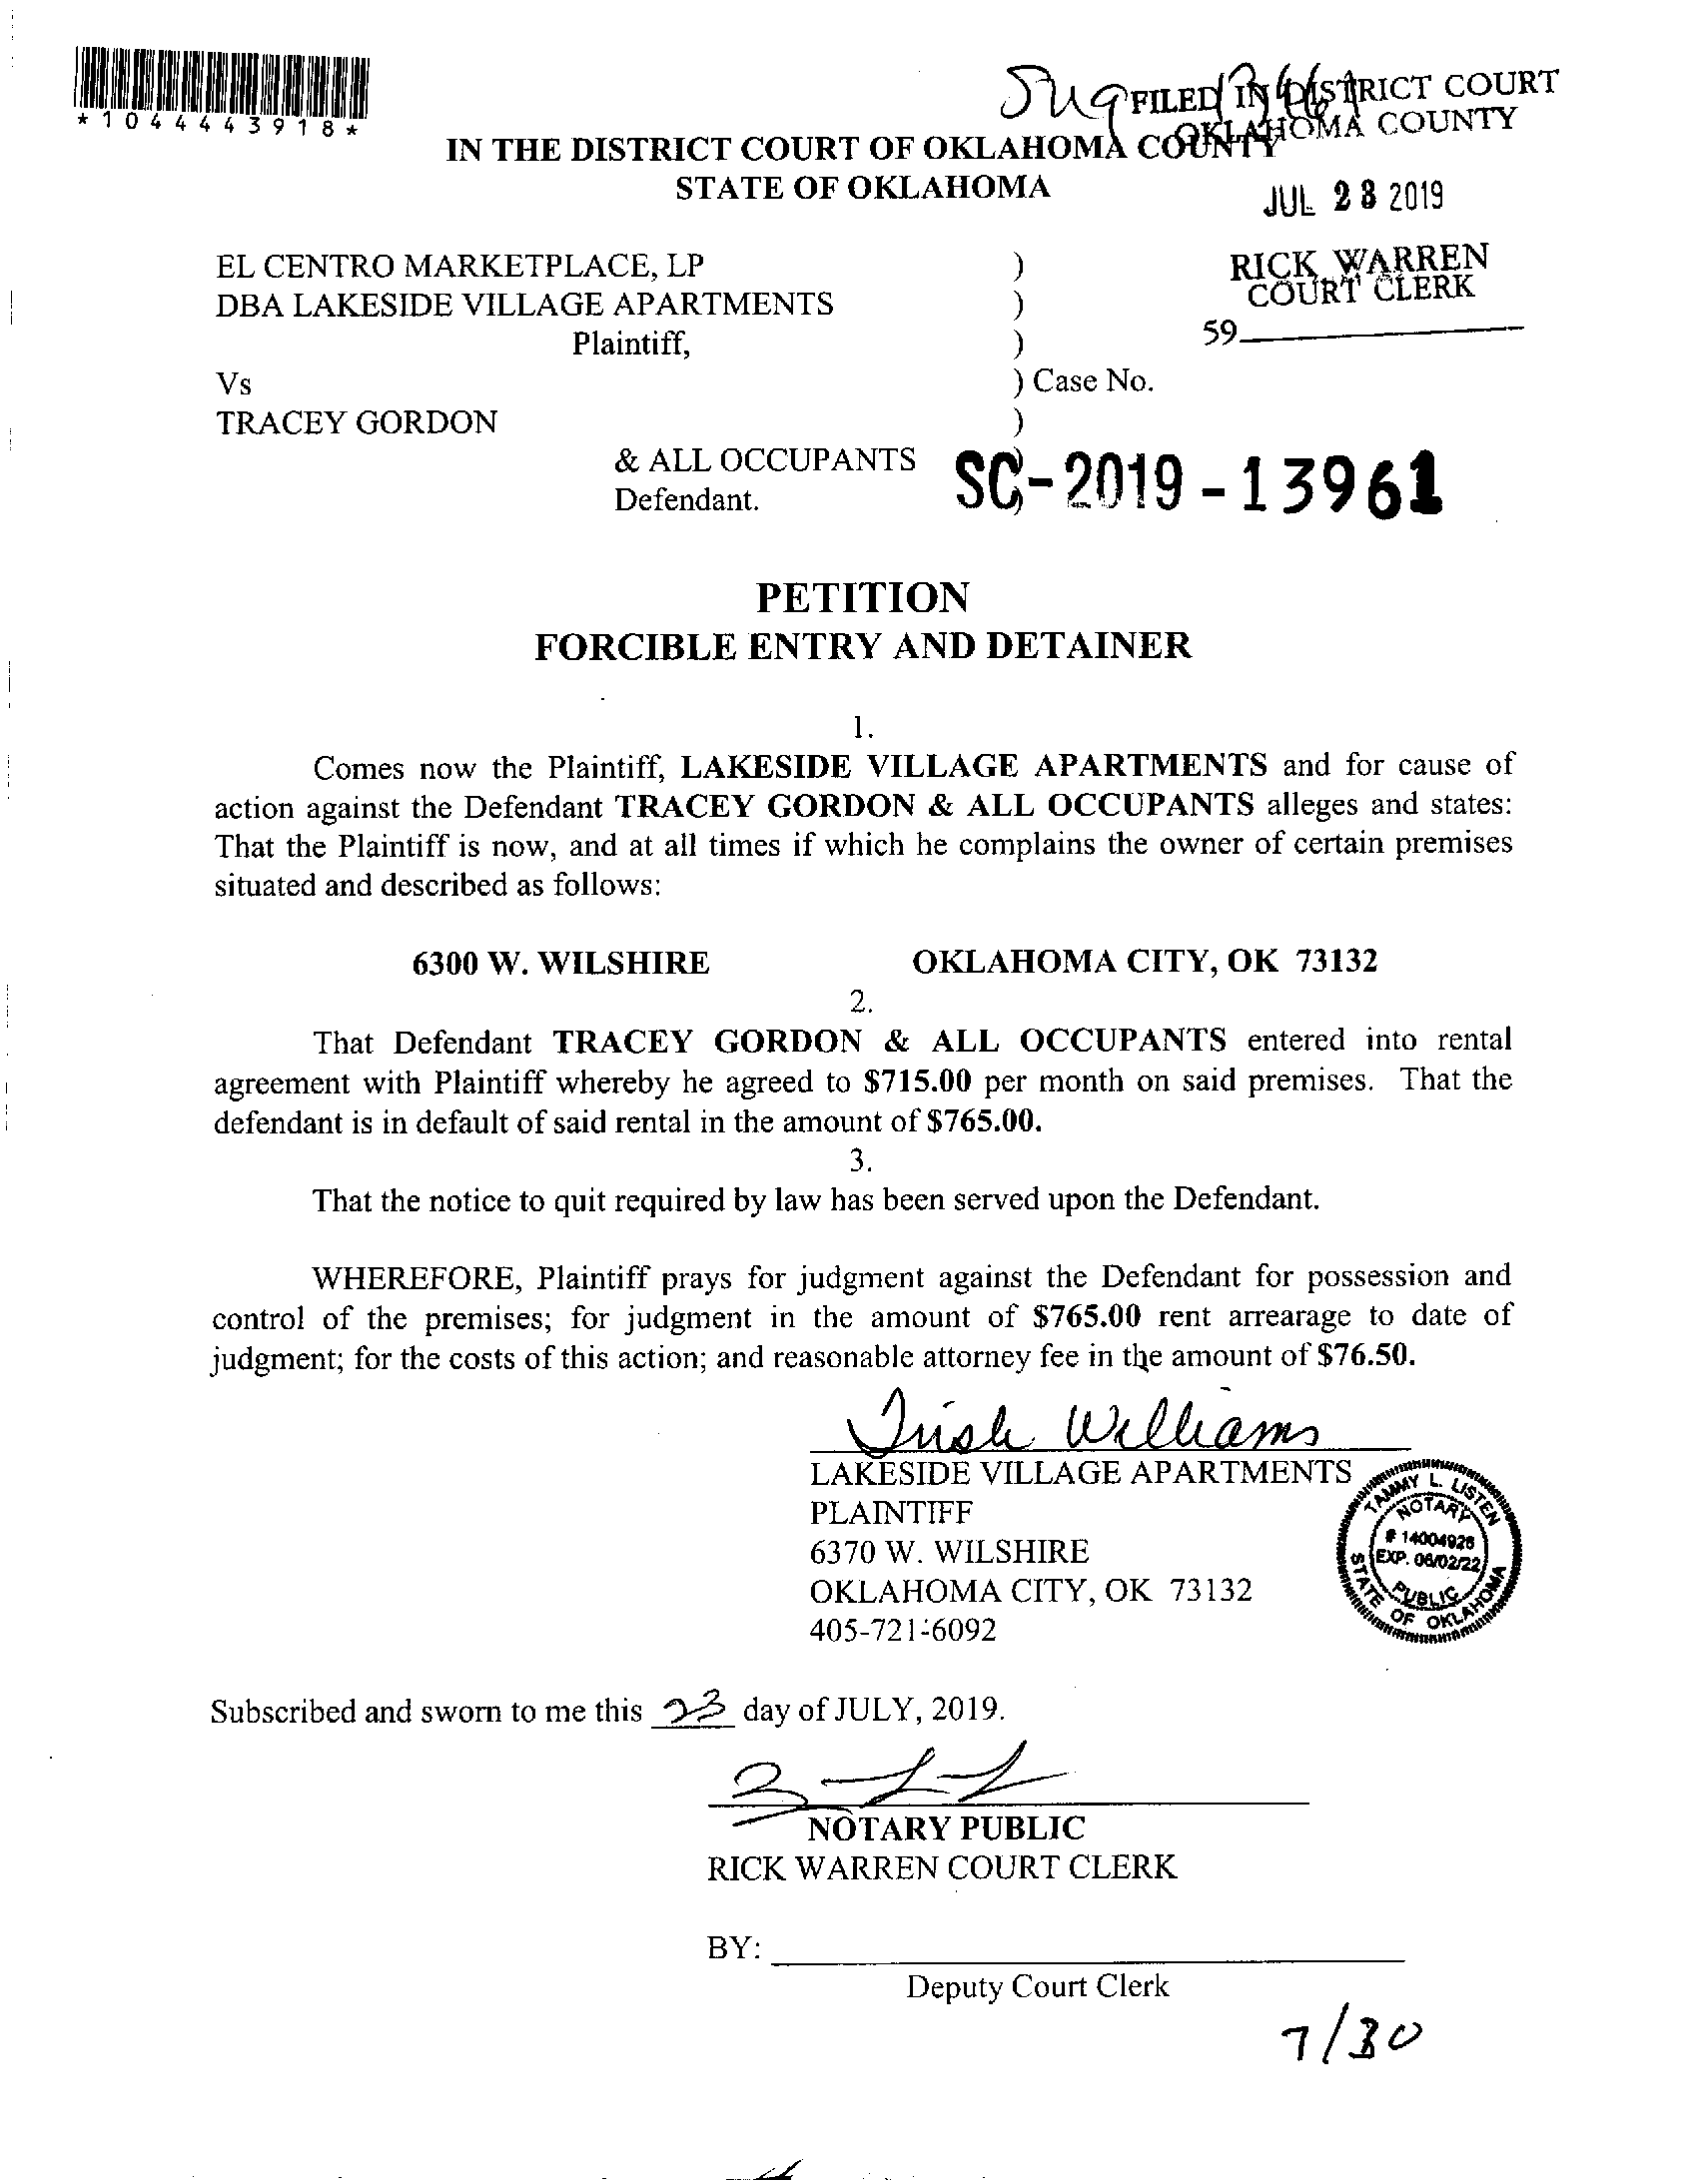 *1044443918*
FILED IN DISTRICT COURT
OKLAHOMA COUNTY
IN THE DISTRICT COURT OF OKLAHOMA COUNTY
STATE OF OKLAHOMA
JUL 23 2019
EL CENTRO MARKETPLACE, LP )
DBA LAKESIDE VILLAGE APARTMENTS )
Plaintiff, )
RICK WARREN
COURT CLERK
59
Vs ) Case No.
TRACEY GORDON )
& ALL OCCUPANTS )
Defendant. )
SC-2019-13961
PETITION
FORCIBLE ENTRY AND DETAINER
1.
Comes now the Plaintiff, LAKESIDE VILLAGE APARTMENTS and for cause of
action against the Defendant TRACEY GORDON & ALL OCCUPANTS alleges and states:
That the Plaintiff is now, and at all times if which he complains the owner of certain premises
situated and described as follows:
6300 W. WILSHIRE OKLAHOMA CITY, OK 73132
2.
That Defendant TRACEY GORDON & ALL OCCUPANTS entered into rental
agreement with Plaintiff whereby he agreed to $715.00 per month on said premises. That the
defendant is in default of said rental in the amount of $765.00.
3.
That the notice to quit required by law has been served upon the Defendant.
WHEREFORE, Plaintiff prays for judgment against the Defendant for possession and
control of the premises; for judgment in the amount of $765.00 rent arrearage to date of
judgment; for the costs of this action; and reasonable attorney fee in the amount of $76.50.
Trish Williams
LAKESIDE VILLAGE APARTMENTS
PLAINTIFF
6370 W. WILSHIRE
OKLAHOMA CITY, OK 73132
405-721-6092
TAMMY L. LISTEN
NOTARY
# 14004926
EXP. 06/02/22
PUBLIC
STATE OF OKLAHOMA
Subscribed and sworn to me this 23 day of JULY, 2019.
NOTARY PUBLIC
RICK WARREN COURT CLERK
BY:
Deputy Court Clerk
7/30